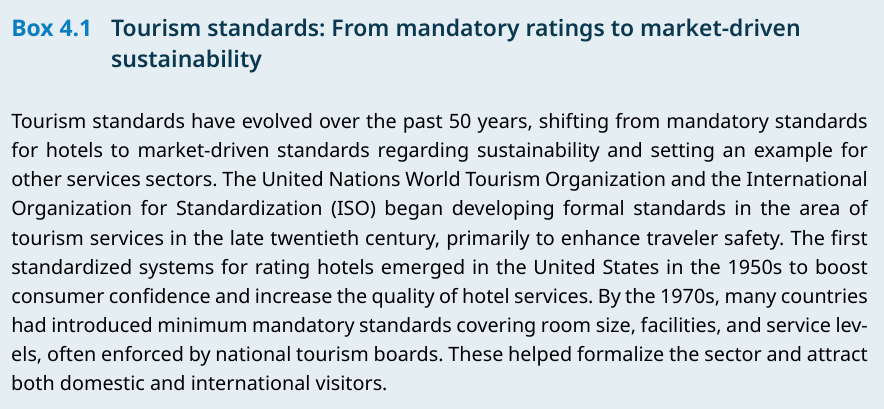 Box 4.1 Tourism standards: From mandatory ratings to market-driven
sustainability
Tourism standards have evolved over the past 50 years, shifting from mandatory standards
for hotels to market-driven standards regarding sustainability and setting an example for
other services sectors. The United Nations World Tourism Organization and the International
Organization for Standardization (ISO) began developing formal standards in the area of
tourism services in the late twentieth century, primarily to enhance traveler safety. The first
standardized systems for rating hotels emerged in the United States in the 1950s to boost
consumer confidence and increase the quality of hotel services. By the 1970s, many countries
had introduced minimum mandatory standards covering room size, facilities, and service lev-
els, often enforced by national tourism boards. These helped formalize the sector and attract
both domestic and international visitors.